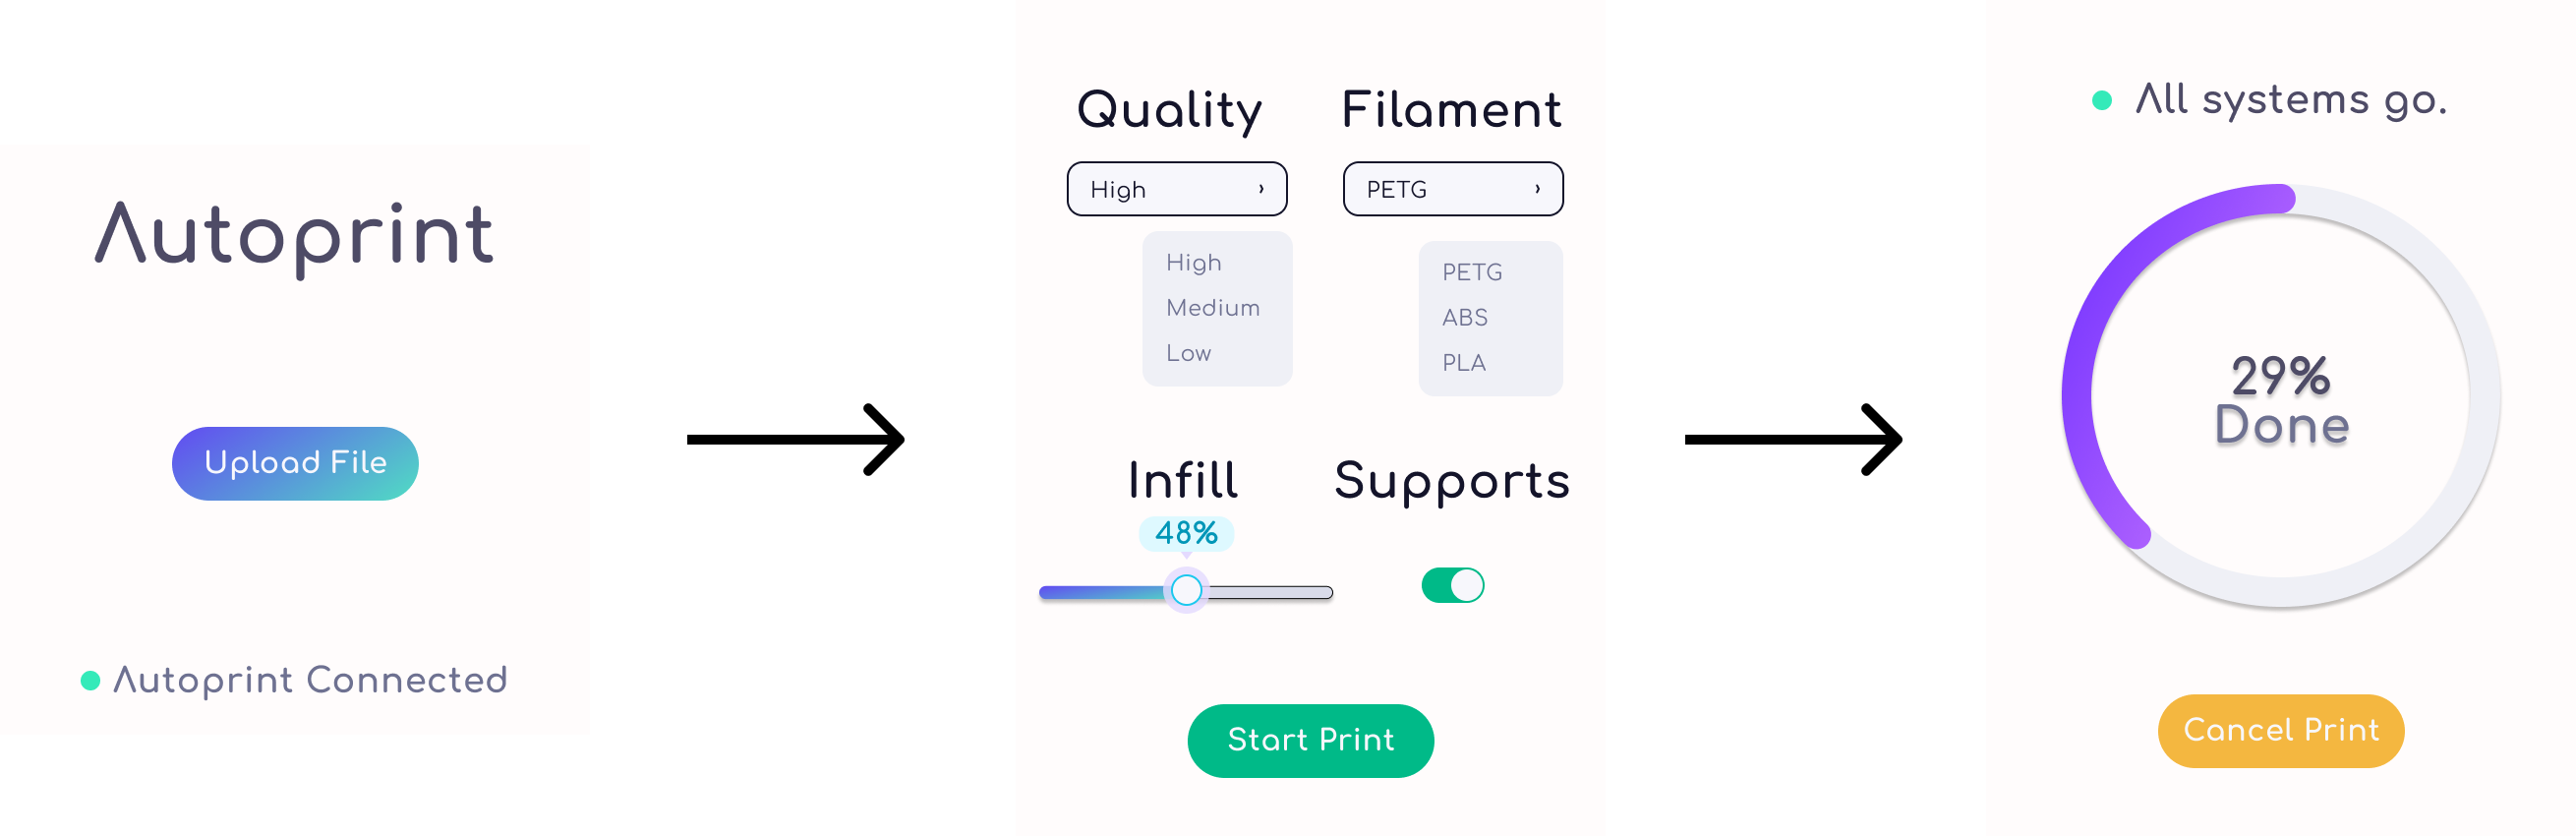 Autoprint
Upload File
Autoprint Connected
Quality
High
High
Medium
Low
Filament
PETG
PETG
ABS
PLA
Infill
48%
Supports
Start Print
All systems go.
29%
Done
Cancel Print